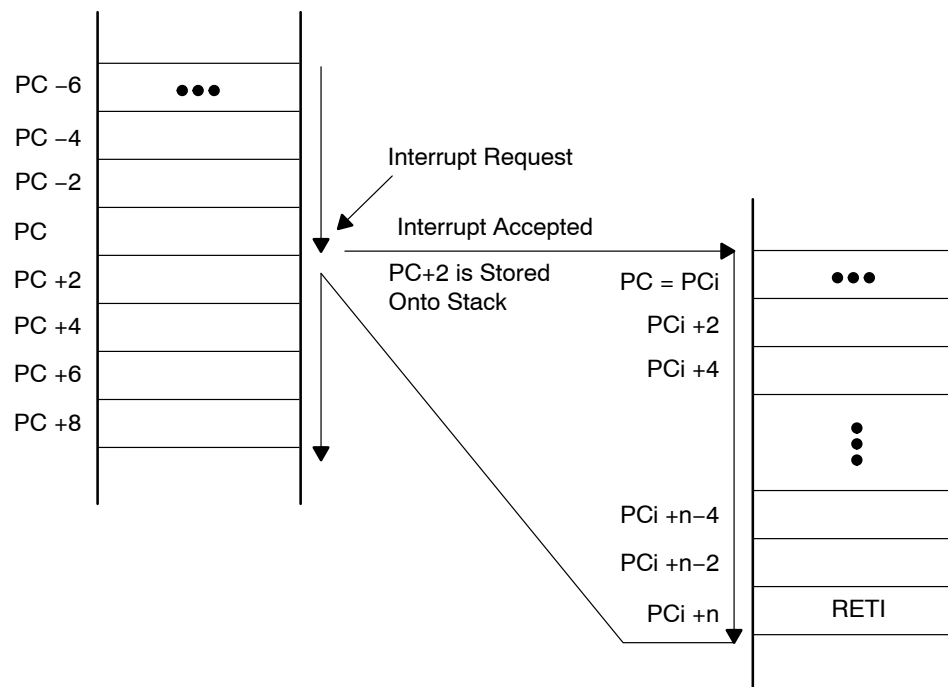 PC −6
PC −4
PC −2
PC
PC +2
PC +4
PC +6
PC +8
Interrupt Request
Interrupt Accepted
PC+2 is Stored
Onto Stack
PC = PCi
PCi +2
PCi +4
PCi +n−4
PCi +n−2
PCi +n
RETI